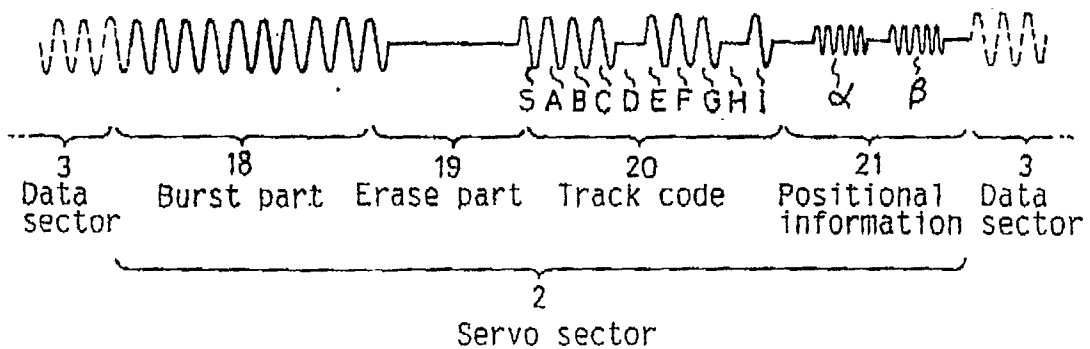 S A B C D E F G H I α β
3 18 19 20 21 3
Data Burst part Erase part Track code Positional Data
sector information sector
2
Servo sector